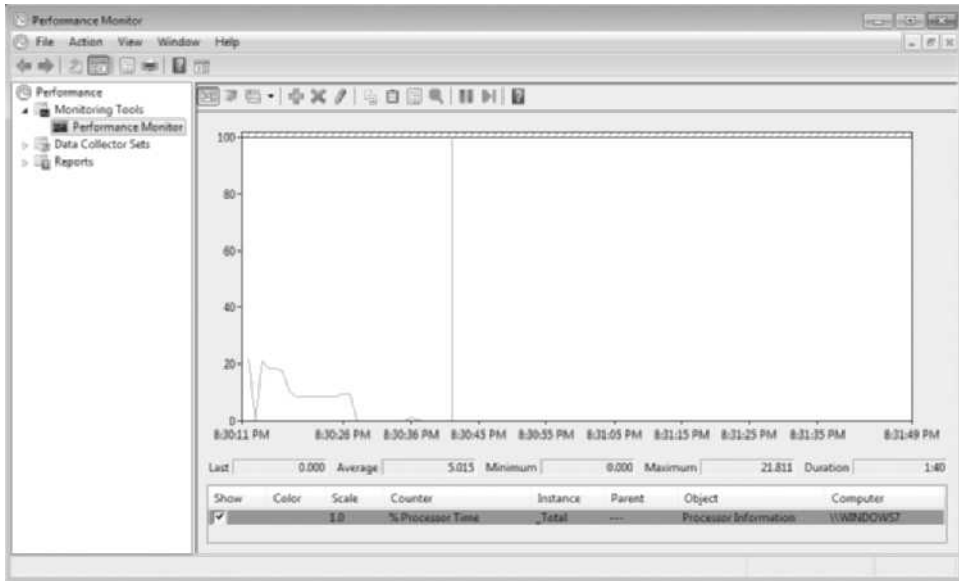 Performance Monitor
File Action View Window Help
Performance
Monitoring Tools
Performance Monitor
Data Collector Sets
Reports
100
80
60
40
20
0
8:30:11 PM 8:30:26 PM 8:30:36 PM 8:30:45 PM 8:30:55 PM 8:31:05 PM 8:31:15 PM 8:31:25 PM 8:31:35 PM 8:31:49 PM
Last 0.000 Average 5.015 Minimum 0.000 Maximum 21.811 Duration 1:40
Show Color Scale Counter Instance Parent Object Computer
1.0 % Processor Time _Total --- Processor Information \\WINDOWS7